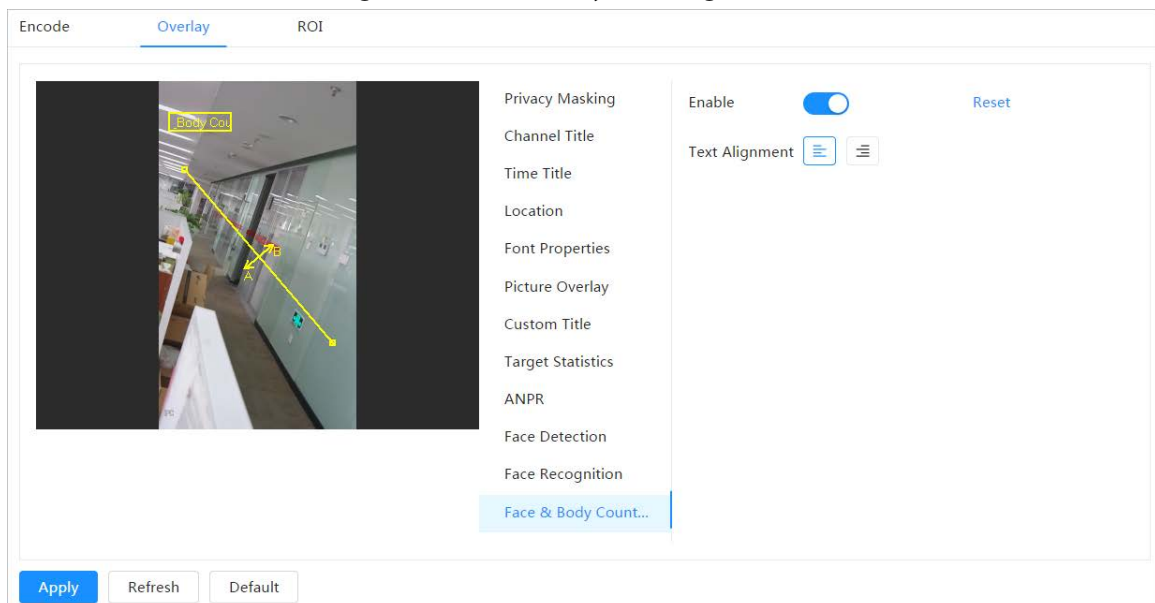 Encode Overlay ROI
Body Cou
B
A
IPC
Privacy Masking
Channel Title
Time Title
Location
Font Properties
Picture Overlay
Custom Title
Target Statistics
ANPR
Face Detection
Face Recognition
Face & Body Count...
Enable Reset
Text Alignment
Apply Refresh Default